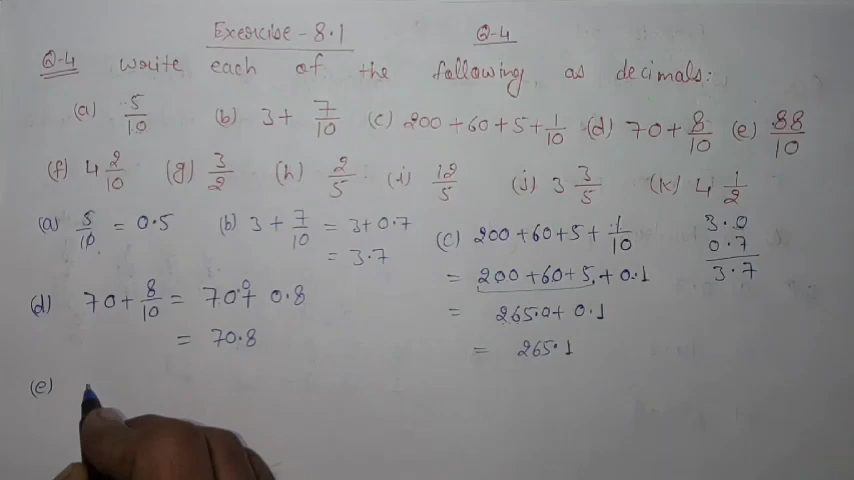 Exercise - 8.1 Q-4
Q-4 Write each of the following as decimals:
(a) 5/10 (b) 3 + 7/10 (c) 200 + 60 + 5 + 1/10 (d) 70 + 8/10 (e) 88/10
(f) 4 2/10 (g) 3/2 (h) 2/5 (i) 12/5 (j) 3 3/5 (k) 4 1/2
(a) 5/10 = 0.5
(b) 3 + 7/10 = 3 + 0.7
= 3.7
(c) 200 + 60 + 5 + 1/10
= 200 + 60 + 5 + 0.1
= 265.0 + 0.1
= 265.1
3.0
0.7
3.7
(d) 70 + 8/10 = 70.0 + 0.8
= 70.8
(e)